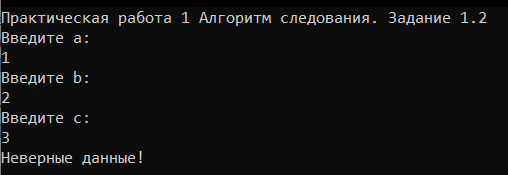 Практическая работа 1 Алгоритм следования. Задание 1.2
Введите a:
1
Введите b:
2
Введите c:
3
Неверные данные!